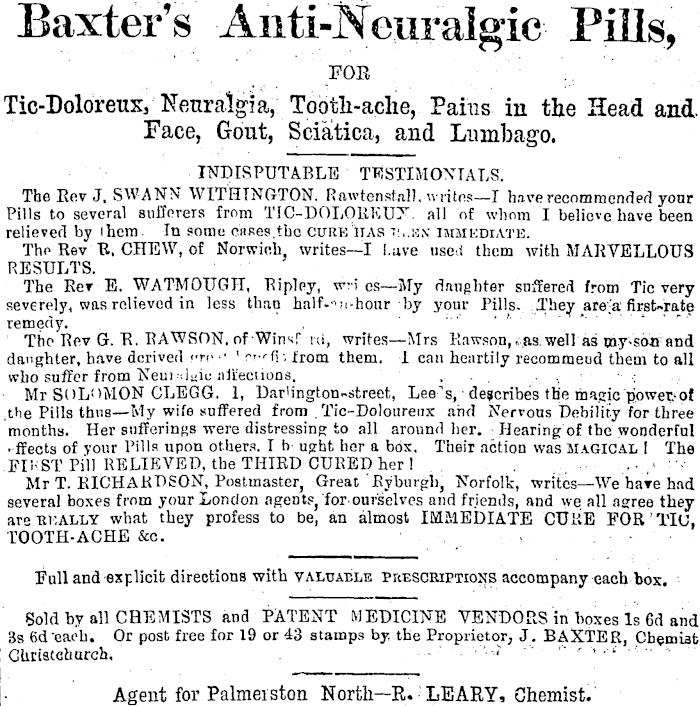 Baxter's Anti-Neuralgic Pills,
FOR
Tic-Doloreux, Neuralgia, Tooth-ache, Pains in the Head and
Face, Gout, Sciatica, and Lumbago.
INDISPUTABLE TESTIMONIALS.
The Rev J. SWANN WITHINGTON. Rawtenstall, writes—I have recommended your
Pills to several sufferers from TIC-DOLOREUX. all of whom I believe have been
relieved by them. In some cases the CURE HAS BEEN IMMEDIATE.
The Rev R. CHEW, of Norwich, writes—I have used them with MARVELLOUS
RESULTS.
The Rev E. WATMOUGH, Ripley, wri es—My daughter suffered from Tic very
severely, was relieved in less than half-an-hour by your Pills. They are a first-rate
remedy.
The Rev G. R. RAWSON, of Winsf rd, writes—Mrs Rawson, as well as my son and
daughter, have derived great benefit from them. I can heartily recommend them to all
who suffer from Neuralgic affections.
Mr SOLOMON CLEGG. 1, Darlington-street, Lee s, describes the magic power of
the Pills thus—My wife suffered from Tic-Doloureux and Nervous Debility for three
months. Her sufferings were distressing to all around her. Hearing of the wonderful
effects of your Pills upon others. I b ught her a box. Their action was MAGICAL! The
FIRST Pill RELIEVED, the THIRD CURED her!
Mr T. RICHARDSON, Postmaster, Great Ryburgh, Norfolk, writes—We have had
several boxes from your London agents, for ourselves and friends, and we all agree they
are REALLY what they profess to be, an almost IMMEDIATE CURE FOR TIC,
TOOTH-ACHE &c.
Full and explicit directions with VALUABLE PRESCRIPTIONS accompany each box.
Sold by all CHEMISTS and PATENT MEDICINE VENDORS in boxes 1s 6d and
3s 6d each. Or post free for 19 or 43 stamps by the Proprietor, J. BAXTER, Chemist
Christchurch.
Agent for Palmerston North—R. LEARY, Chemist.